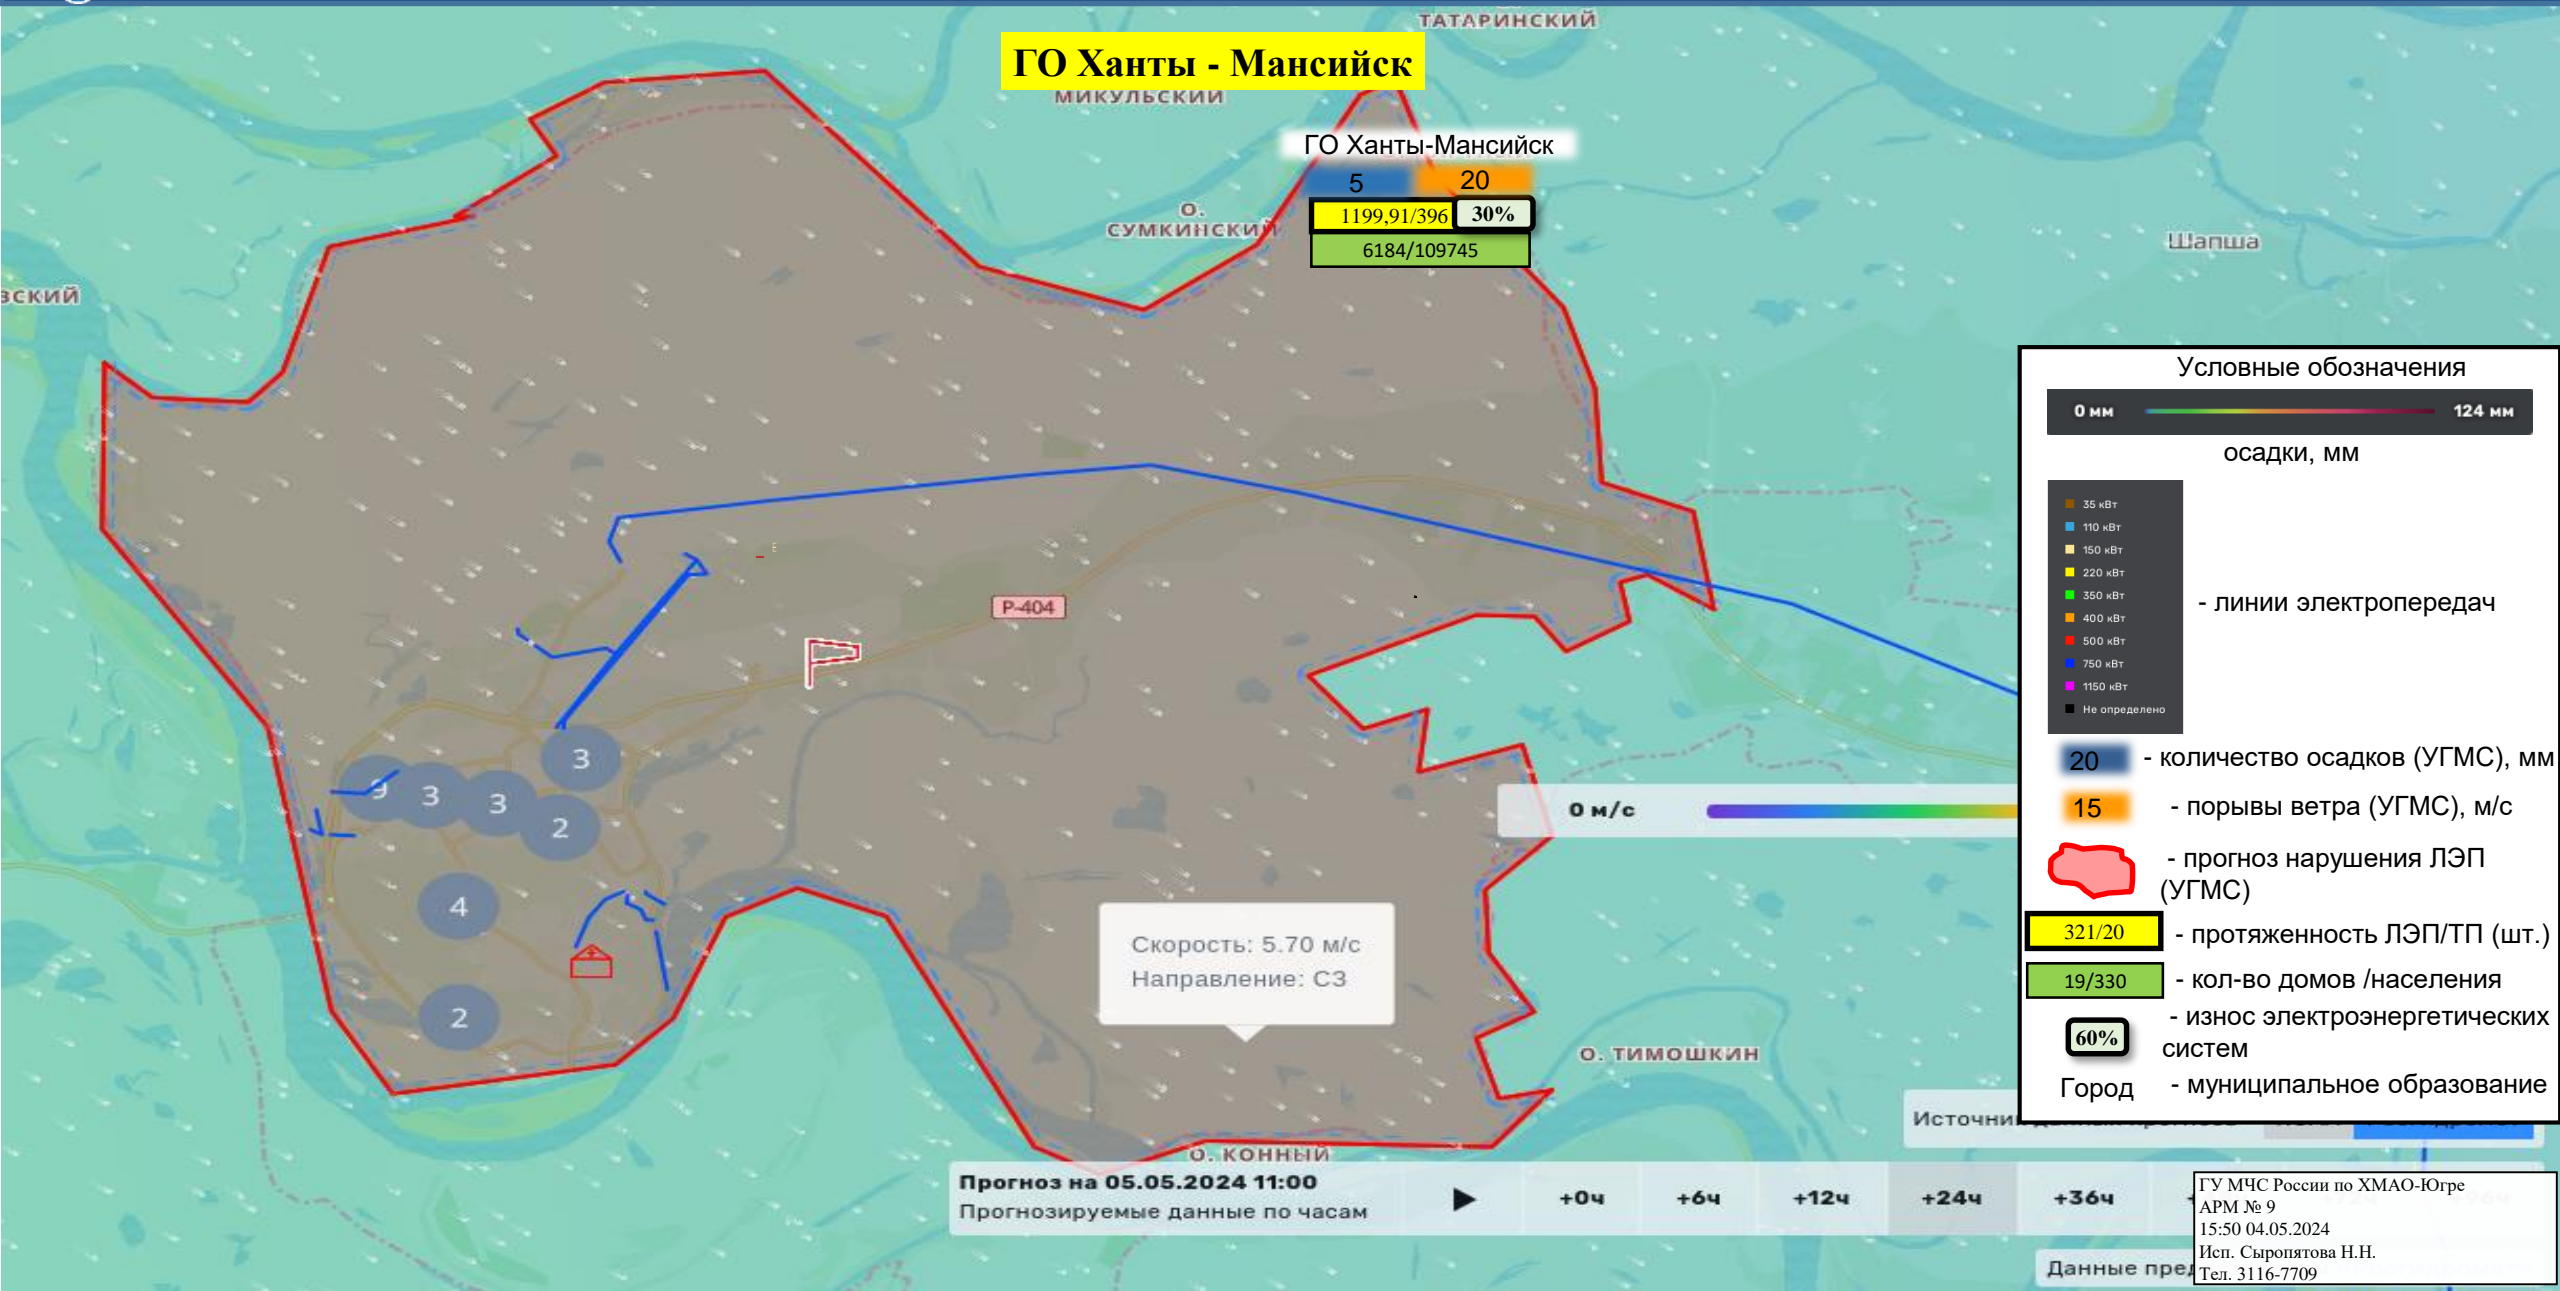 ТАТАРИНСКИЙ
ГО Ханты - Мансийск
МИКУЛЬСКИЙ
ГО Ханты-Мансийск
5 20
1199,91/396 30%
6184/109745
О.
СУМКИНСКИЙ
Шапша
ВСКИЙ
Условные обозначения
0 мм 124 мм
осадки, мм
35 кВт
110 кВт
150 кВт
220 кВт
350 кВт
400 кВт
500 кВт
750 кВт
1150 кВт
Не определено
- линии электропередач
20 - количество осадков (УГМС), мм
15 - порывы ветра (УГМС), м/с
- прогноз нарушения ЛЭП
(УГМС)
321/20 - протяженность ЛЭП/ТП (шт.)
19/330 - кол-во домов /населения
60% - износ электроэнергетических
систем
Город - муниципальное образование
Р-404
3
9 3 3 2
4
2
0 м/с
Скорость: 5.70 м/с
Направление: СЗ
О. ТИМОШКИН
О. КОННЫЙ
Прогноз на 05.05.2024 11:00
Прогнозируемые данные по часам
+0ч +6ч +12ч +24ч +36ч
ГУ МЧС России по ХМАО-Югре
АРМ № 9
15:50 04.05.2024
Исп. Сыропятова Н.Н.
Тел. 3116-7709
Данные